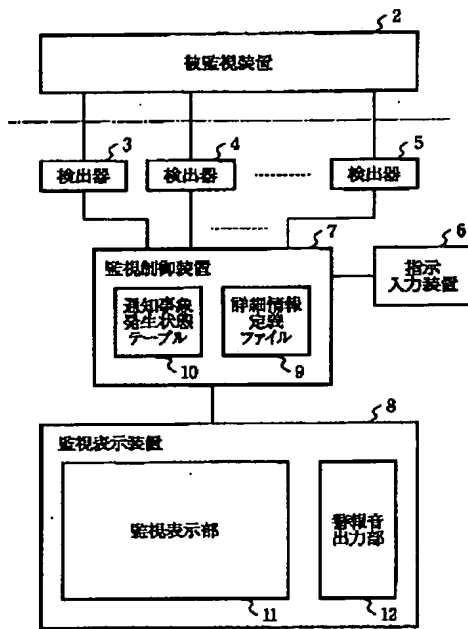 2
被監視装置
3
4
5
検出器
検出器
検出器
7
6
監視制御装置
指示
入力装置
通知事象
発生状態
テーブル
詳細情報
定義
ファイル
10
9
8
監視表示装置
監視表示部
警報音
出力部
11
12